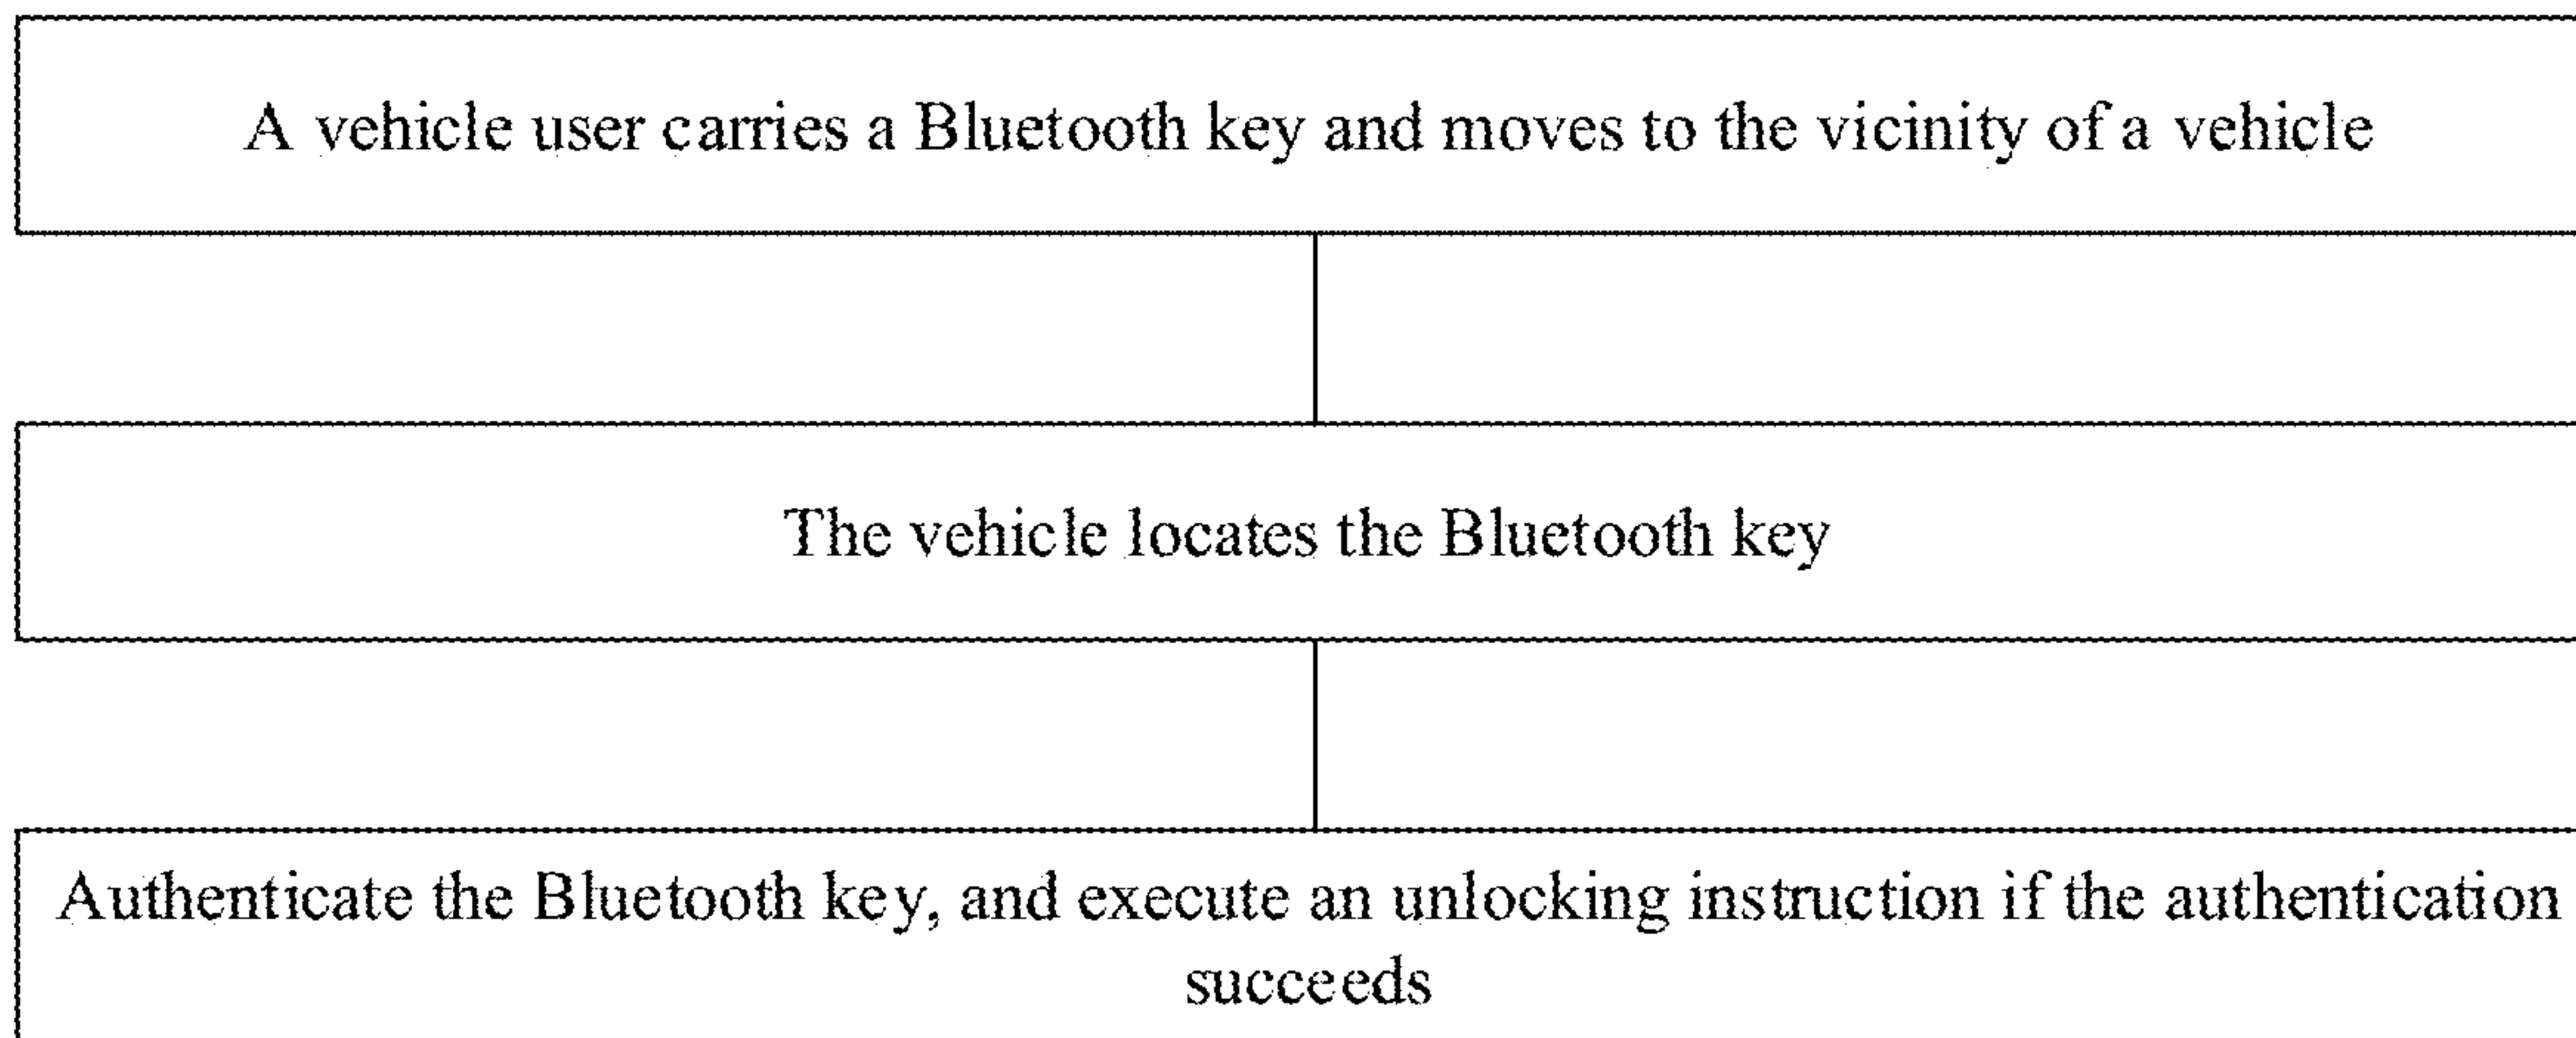 A vehicle user carries a Bluetooth key and moves to the vicinity of a vehicle
The vehicle locates the Bluetooth key
Authenticate the Bluetooth key, and execute an unlocking instruction if the authentication
succeeds